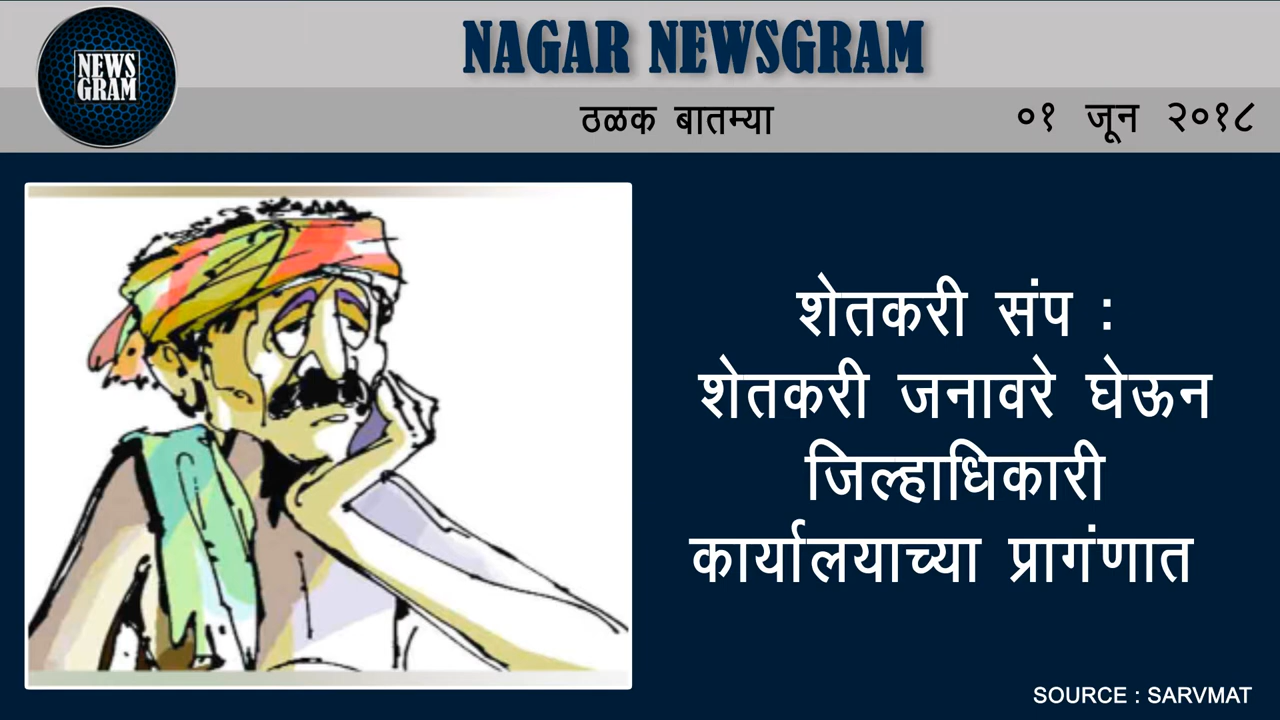 NEWS
GRAM
NAGAR NEWSGRAM
ठळक बातम्या
०१ जून २०१८
शेतकरी संप :
शेतकरी जनावरे घेऊन
जिल्हाधिकारी
कार्यालयाच्या प्रागंणात
SOURCE : SARVMAT